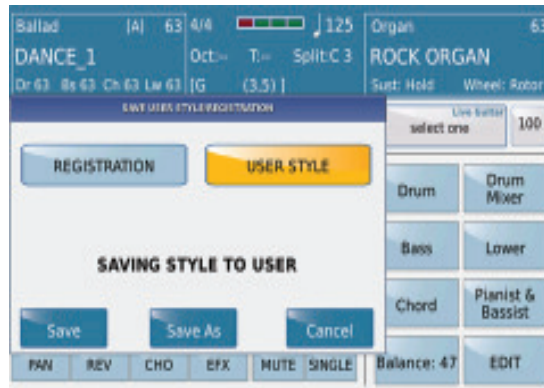 Ballad [A] 63 4/4 125 Organ 63
DANCE_1 Oct:-- T:-- Split:C 3 ROCK ORGAN
Dr 63 Bs 63 Ch 63 Lw 63 [G (3,5) ] Sust: Hold Wheel: Rotor
SAVE USER STYLE/REGISTRATION
Live Guitar
select one 100
REGISTRATION USER STYLE
Drum Drum Mixer
SAVING STYLE TO USER
Bass Lower
Chord Pianist & Bassist
Save Save As Cancel
PAN REV CHO EFX MUTE SINGLE Balance: 47 EDIT